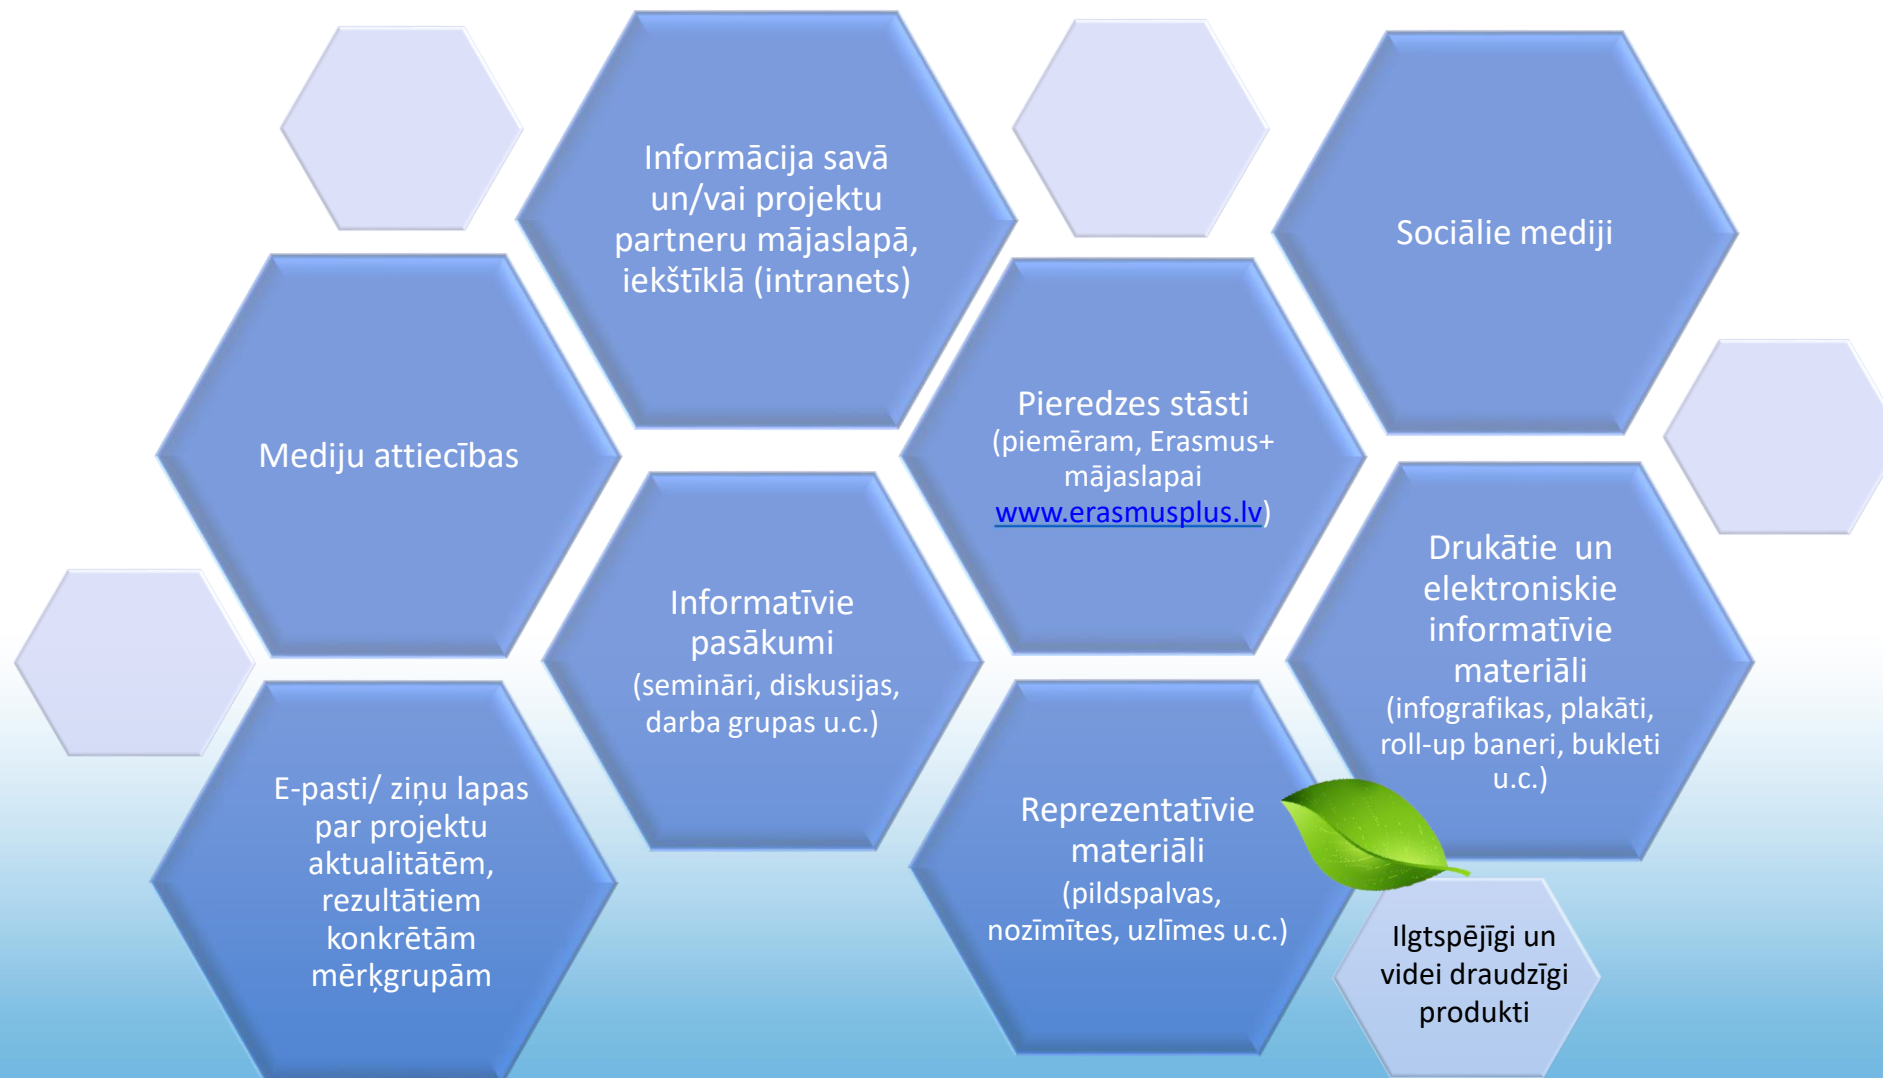 Informācija savā
un/vai projektu
partneru mājaslapā,
iekštīklā (intranets)
Sociālie mediji
Mediju attiecības
Pieredzes stāsti
(piemēram, Erasmus+
mājaslapai
www.erasmusplus.lv)
Informatīvie
pasākumi
(semināri, diskusijas,
darba grupas u.c.)
Drukātie  un
elektroniskie
informatīvie
materiāli
(infografikas, plakāti,
roll-up baneri, bukleti
u.c.)
E-pasti/ ziņu lapas
par projektu
aktualitātēm,
rezultātiem
konkrētām
mērķgrupām
Reprezentatīvie
materiāli
(pildspalvas,
nozīmītes, uzlīmes u.c.)
Ilgtspējīgi un
videi draudzīgi
produkti